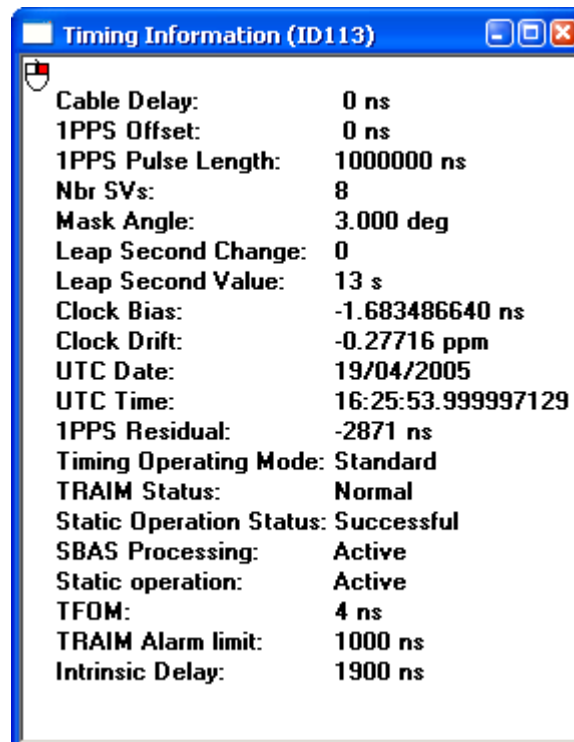 Timing Information (ID113)
Cable Delay: 0 ns
1PPS Offset: 0 ns
1PPS Pulse Length: 1000000 ns
Nbr SVs: 8
Mask Angle: 3.000 deg
Leap Second Change: 0
Leap Second Value: 13 s
Clock Bias: -1.683486640 ns
Clock Drift: -0.27716 ppm
UTC Date: 19/04/2005
UTC Time: 16:25:53.999997129
1PPS Residual: -2871 ns
Timing Operating Mode: Standard
TRAIM Status: Normal
Static Operation Status: Successful
SBAS Processing: Active
Static operation: Active
TFOM: 4 ns
TRAIM Alarm limit: 1000 ns
Intrinsic Delay: 1900 ns